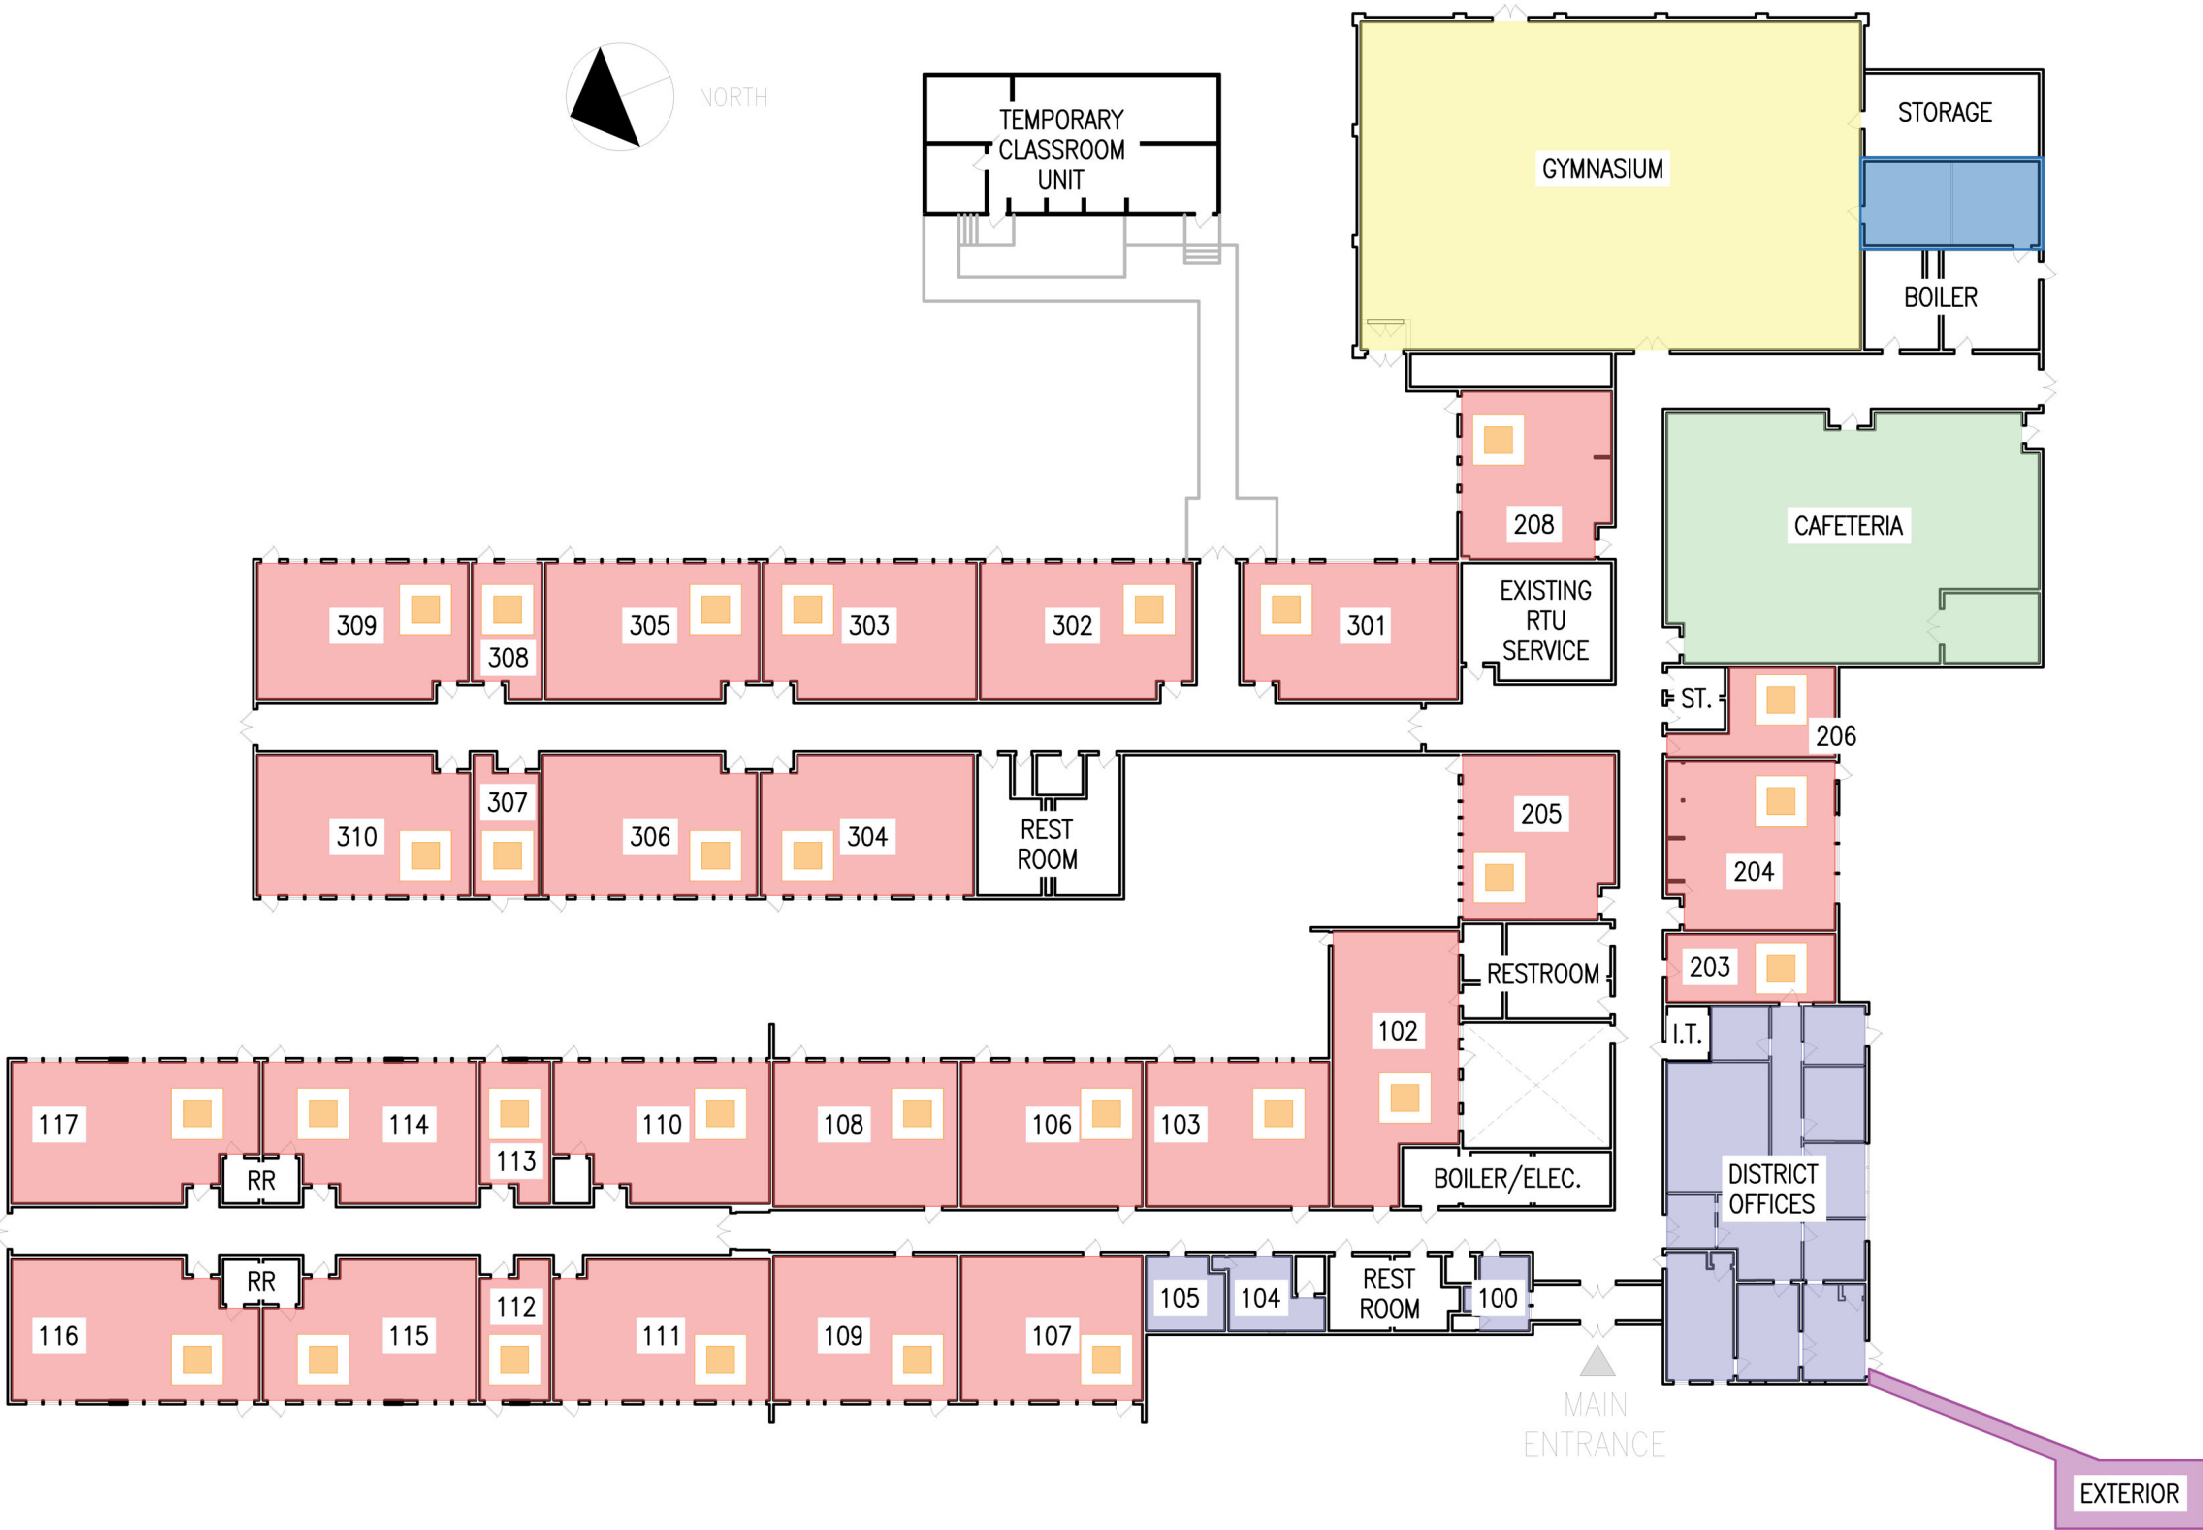 NORTH
TEMPORARY
CLASSROOM
UNIT
GYMNASIUM
STORAGE
BOILER
208
CAFETERIA
309
308
305
303
302
301
EXISTING
RTU
SERVICE
ST.
206
310
307
306
304
REST
ROOM
205
204
203
RESTROOM
102
I.T.
117
114
113
110
108
106
103
RR
BOILER/ELEC.
DISTRICT
OFFICES
116
RR
115
112
111
109
107
105
104
REST
ROOM
100
MAIN
ENTRANCE
EXTERIOR